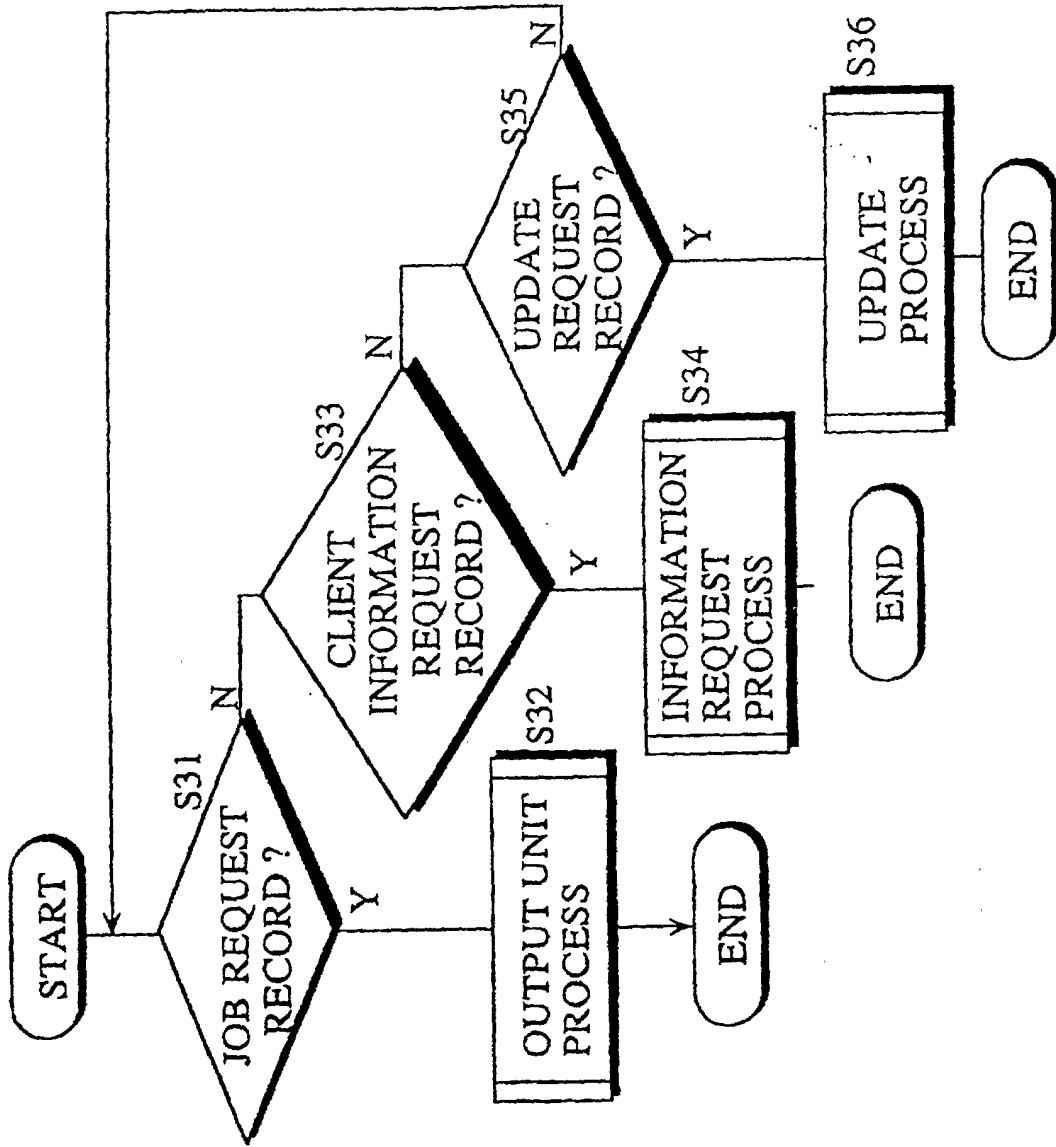 START
S31
JOB REQUEST
RECORD ?
N
Y
S32
OUTPUT UNIT
PROCESS
END
S33
CLIENT
INFORMATION
REQUEST
RECORD ?
N
Y
S34
INFORMATION
REQUEST
PROCESS
END
S35
UPDATE
REQUEST
RECORD ?
N
Y
S36
UPDATE
PROCESS
END